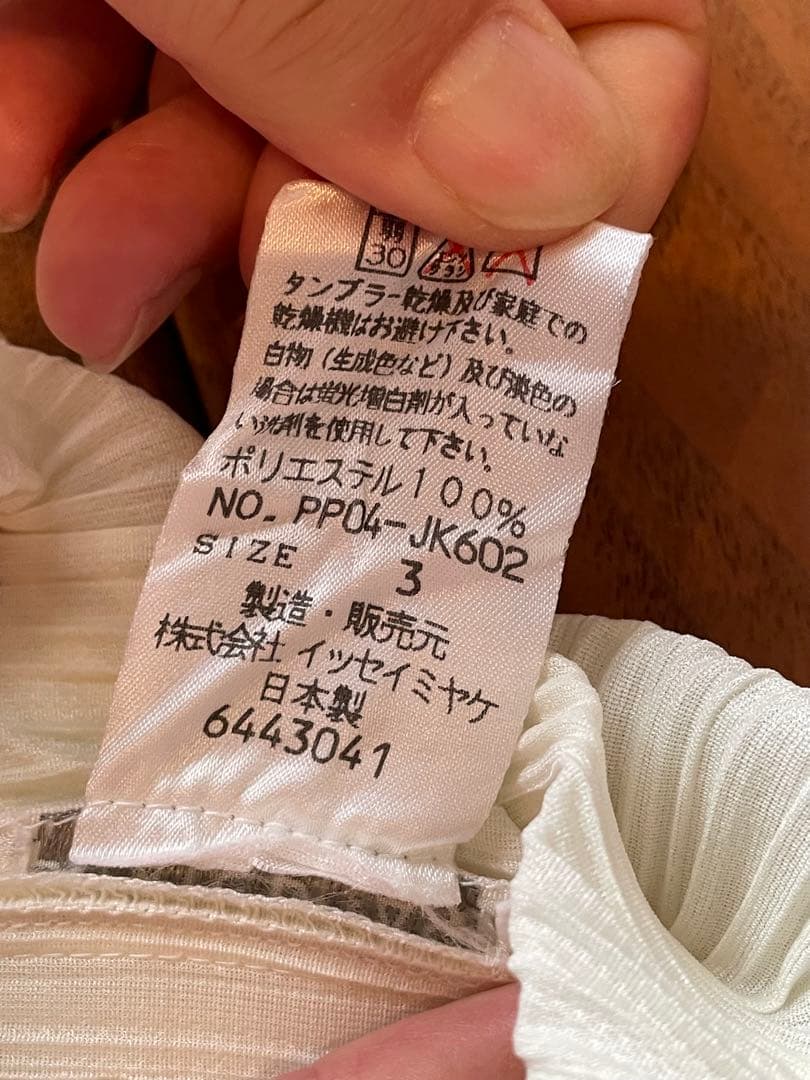 弱
30
タンブラー乾燥及び家庭での
乾燥機はお避け下さい。
白物（生成色など）及び淡色の
場合は蛍光増白剤が入っていな
い洗剤を使用して下さい。
ポリエステル100%
NO. PP04-JK602
SIZE 3
製造・販売元
株式会社 イッセイミヤケ
日本製
6443041